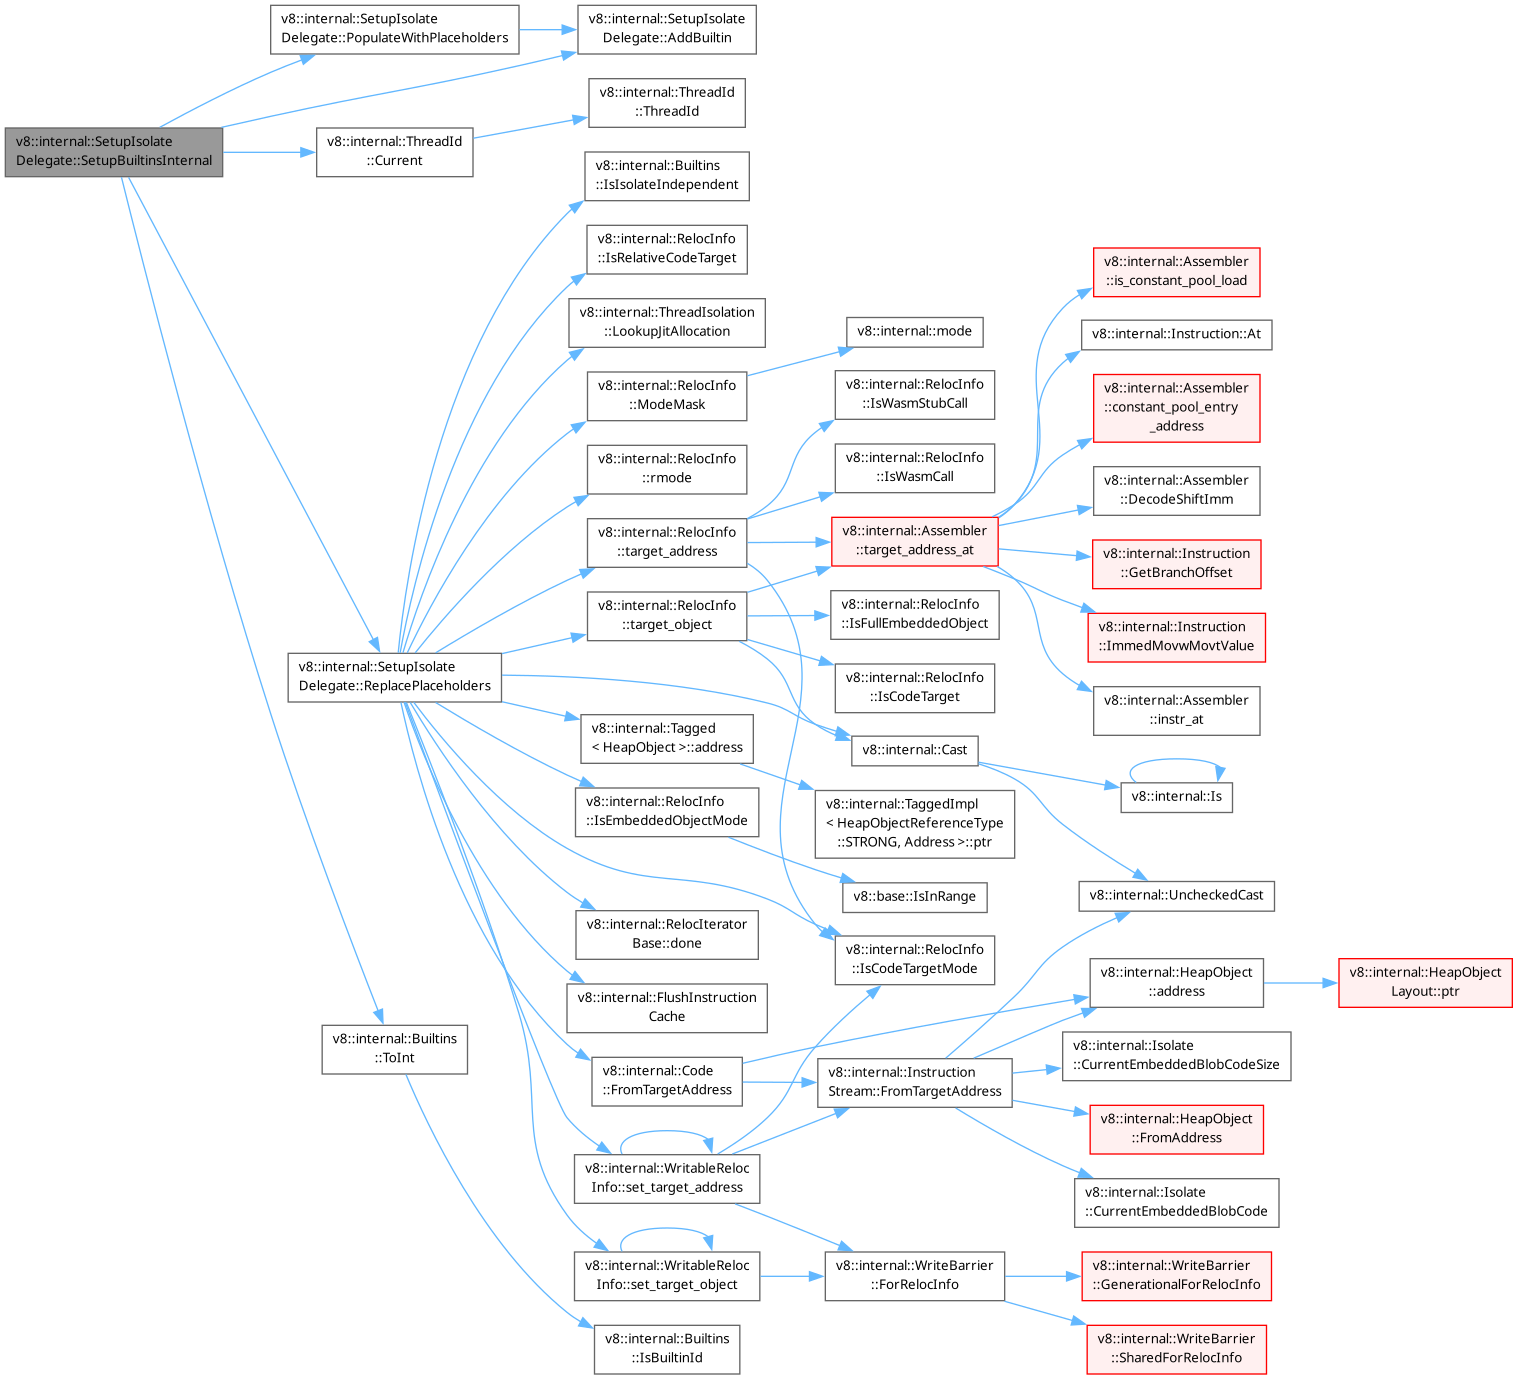 v8::internal::SetupIsolate
Delegate::SetupBuiltinsInternal
v8::internal::SetupIsolate
Delegate::PopulateWithPlaceholders
v8::internal::SetupIsolate
Delegate::AddBuiltin
v8::internal::ThreadId
::Current
v8::internal::ThreadId
::ThreadId
v8::internal::SetupIsolate
Delegate::ReplacePlaceholders
v8::internal::Builtins
::IsIsolateIndependent
v8::internal::RelocInfo
::IsRelativeCodeTarget
v8::internal::ThreadIsolation
::LookupJitAllocation
v8::internal::RelocInfo
::ModeMask
v8::internal::mode
v8::internal::RelocInfo
::rmode
v8::internal::RelocInfo
::target_address
v8::internal::RelocInfo
::IsWasmStubCall
v8::internal::RelocInfo
::IsWasmCall
v8::internal::Assembler
::target_address_at
v8::internal::Assembler
::is_constant_pool_load
v8::internal::Instruction::At
v8::internal::Assembler
::constant_pool_entry
_address
v8::internal::Assembler
::DecodeShiftImm
v8::internal::Instruction
::GetBranchOffset
v8::internal::Instruction
::ImmedMovwMovtValue
v8::internal::Assembler
::instr_at
v8::internal::RelocInfo
::target_object
v8::internal::RelocInfo
::IsFullEmbeddedObject
v8::internal::RelocInfo
::IsCodeTarget
v8::internal::Cast
v8::internal::Is
v8::internal::UncheckedCast
v8::internal::Tagged
< HeapObject >::address
v8::internal::TaggedImpl
< HeapObjectReferenceType
::STRONG, Address >::ptr
v8::internal::RelocInfo
::IsEmbeddedObjectMode
v8::base::IsInRange
v8::internal::RelocIterator
Base::done
v8::internal::RelocInfo
::IsCodeTargetMode
v8::internal::FlushInstruction
Cache
v8::internal::Code
::FromTargetAddress
v8::internal::Instruction
Stream::FromTargetAddress
v8::internal::HeapObject
::address
v8::internal::HeapObject
Layout::ptr
v8::internal::Isolate
::CurrentEmbeddedBlobCodeSize
v8::internal::HeapObject
::FromAddress
v8::internal::Isolate
::CurrentEmbeddedBlobCode
v8::internal::WritableReloc
Info::set_target_address
v8::internal::WritableReloc
Info::set_target_object
v8::internal::WriteBarrier
::ForRelocInfo
v8::internal::WriteBarrier
::GenerationalForRelocInfo
v8::internal::WriteBarrier
::SharedForRelocInfo
v8::internal::Builtins
::ToInt
v8::internal::Builtins
::IsBuiltinId